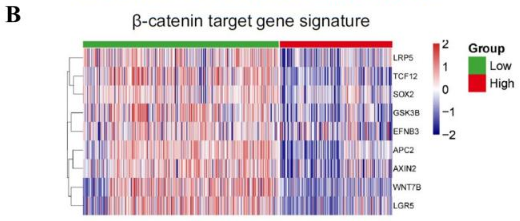 B
β-catenin target gene signature
LRP5
TCF12
SOX2
GSK3B
EFNB3
APC2
AXIN2
WNT7B
LGR5
2
1
0
−1
−2
Group
Low
High